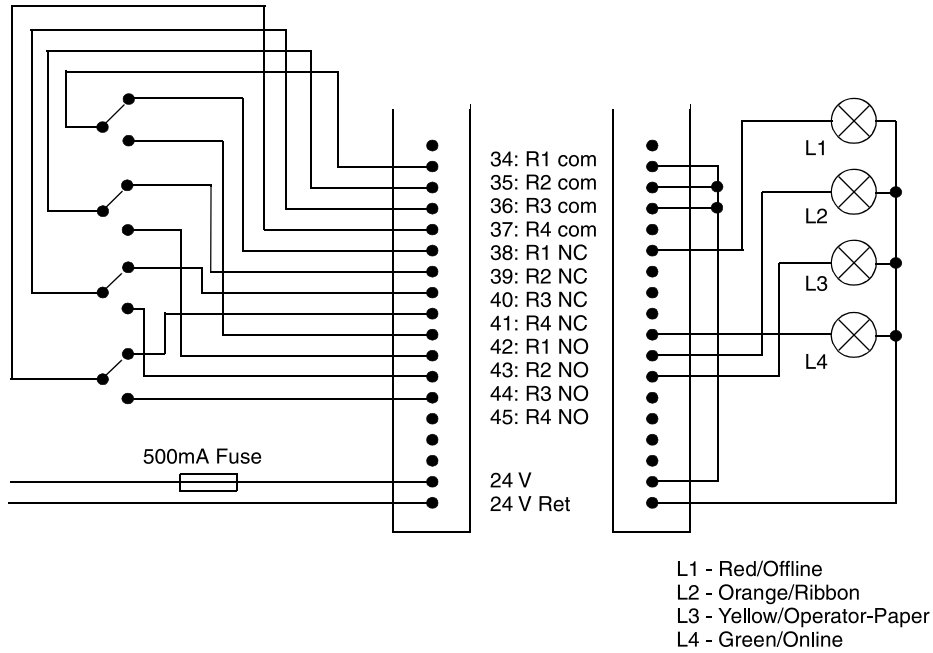 34: R1 com
35: R2 com
36: R3 com
37: R4 com
38: R1 NC
39: R2 NC
40: R3 NC
41: R4 NC
42: R1 NO
43: R2 NO
44: R3 NO
45: R4 NO
24 V
24 V Ret
500mA Fuse
L1
L2
L3
L4
L1 - Red/Offline
L2 - Orange/Ribbon
L3 - Yellow/Operator-Paper
L4 - Green/Online